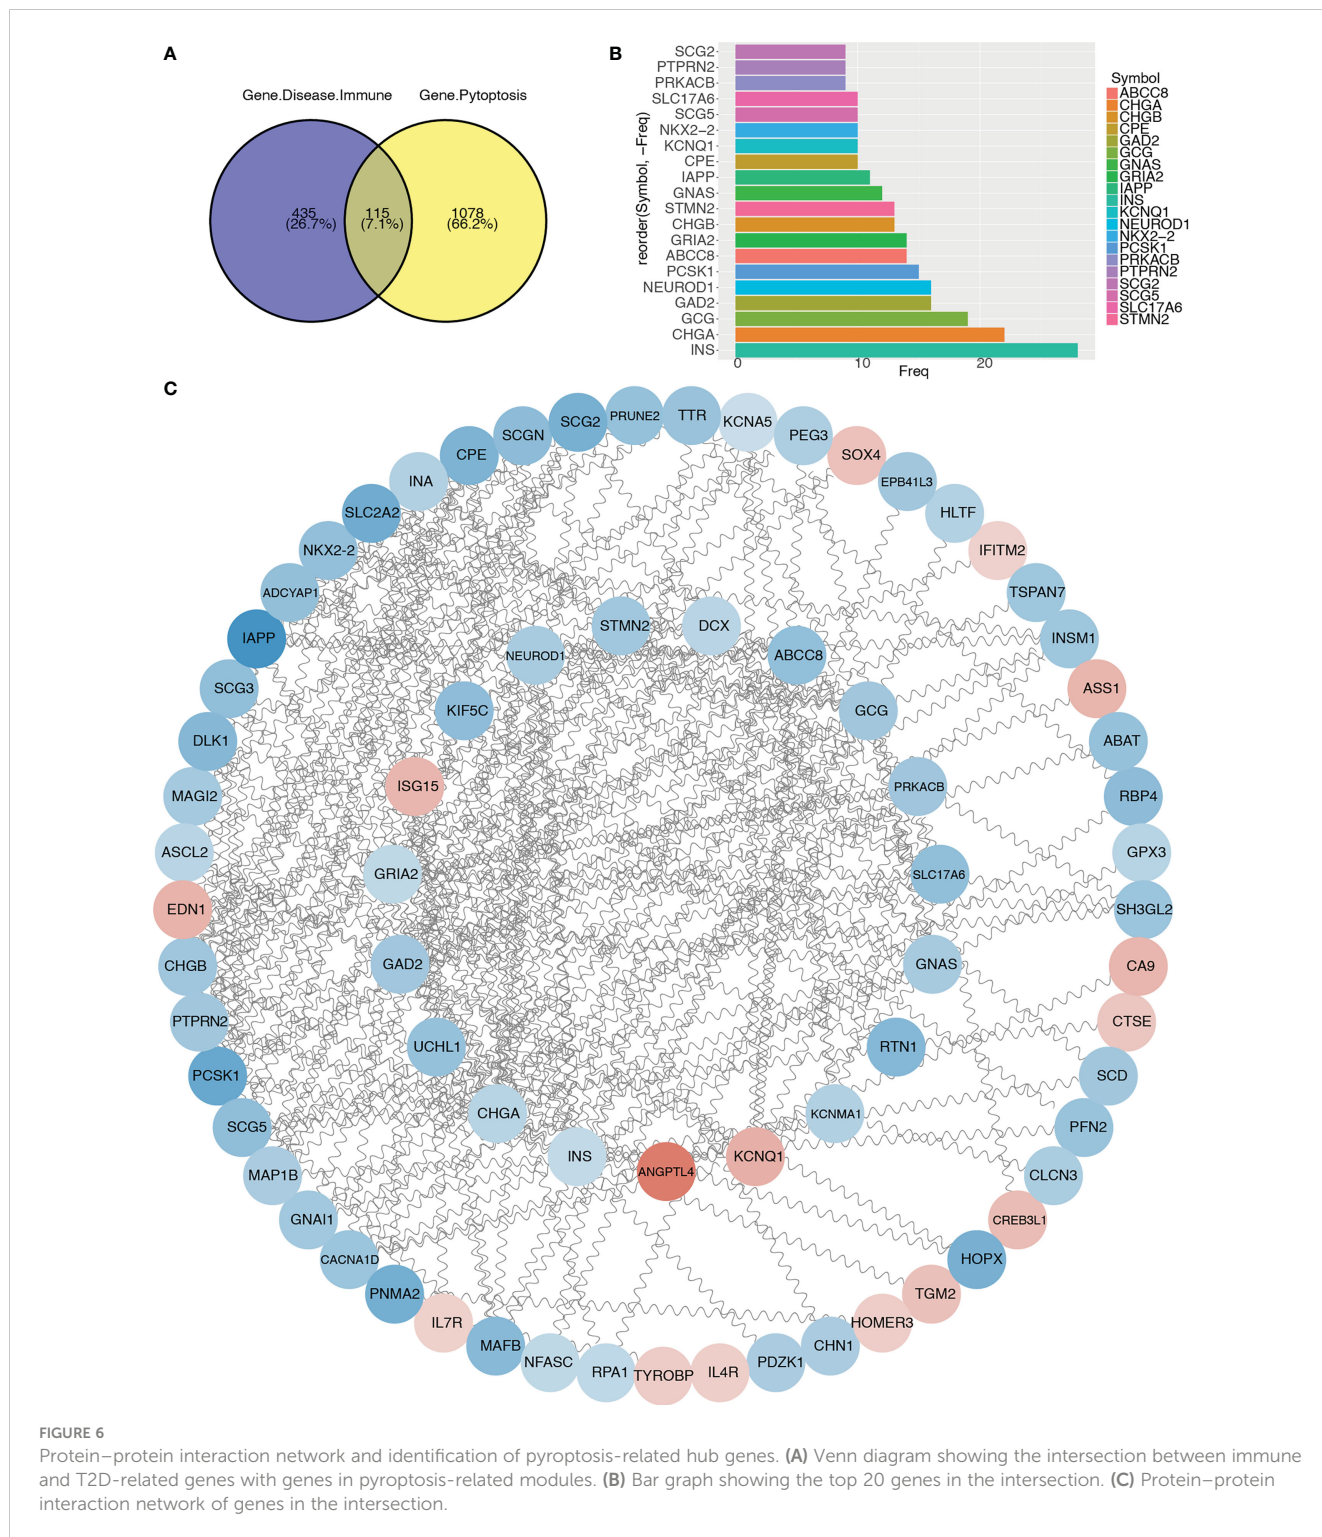 A
Gene.Disease.Immune
Gene.Pytoptosis
435
(26.7%)
115
(7.1%)
1078
(66.2%)
B
reorder(Symbol, −Freq)
SCG2
PTPRN2
PRKACB
SLC17A6
SCG5
NKX2−2
KCNQ1
CPE
IAPP
GNAS
STMN2
CHGB
GRIA2
ABCC8
PCSK1
NEUROD1
GAD2
GCG
CHGA
INS
0
10
20
Freq
Symbol
ABCC8
CHGA
CHGB
CPE
GAD2
GCG
GNAS
GRIA2
IAPP
INS
KCNQ1
NEUROD1
NKX2−2
PCSK1
PRKACB
PTPRN2
SCG2
SCG5
SLC17A6
STMN2
C
TTR
KCNA5
PEG3
SOX4
EPB41L3
HLTF
IFITM2
TSPAN7
INSM1
ASS1
ABAT
RBP4
GPX3
SH3GL2
CA9
CTSE
SCD
PFN2
CLCN3
CREB3L1
HOPX
TGM2
HOMER3
CHN1
PDZK1
IL4R
TYROBP
RPA1
NFASC
MAFB
IL7R
PNMA2
CACNA1D
GNAI1
MAP1B
SCG5
PCSK1
PTPRN2
CHGB
EDN1
ASCL2
MAGI2
DLK1
SCG3
IAPP
ADCYAP1
NKX2-2
SLC2A2
INA
CPE
SCGN
SCG2
PRUNE2
STMN2
DCX
ABCC8
GCG
PRKACB
SLC17A6
GNAS
RTN1
KCNMA1
KCNQ1
ANGPTL4
INS
CHGA
UCHL1
GAD2
GRIA2
ISG15
KIF5C
NEUROD1
FIGURE 6
Protein–protein interaction network and identification of pyroptosis-related hub genes. (A) Venn diagram showing the intersection between immune
and T2D-related genes with genes in pyroptosis-related modules. (B) Bar graph showing the top 20 genes in the intersection. (C) Protein–protein
interaction network of genes in the intersection.